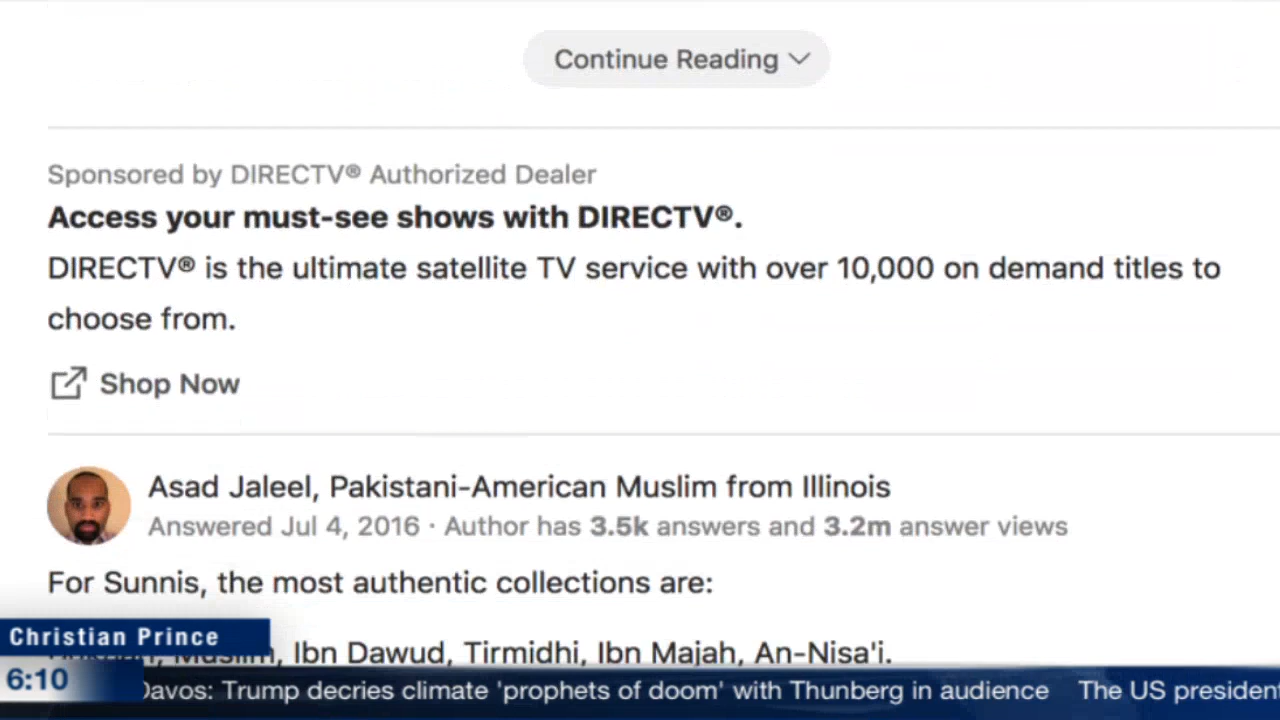 Continue Reading
Sponsored by DIRECTV® Authorized Dealer
Access your must-see shows with DIRECTV®.
DIRECTV® is the ultimate satellite TV service with over 10,000 on demand titles to
choose from.
Shop Now
Asad Jaleel, Pakistani-American Muslim from Illinois
Answered Jul 4, 2016 · Author has 3.5k answers and 3.2m answer views
For Sunnis, the most authentic collections are:
Muslim, Ibn Dawud, Tirmidhi, Ibn Majah, An-Nisa'i.
Christian Prince
6:10
Davos: Trump decries climate 'prophets of doom' with Thunberg in audience The US president